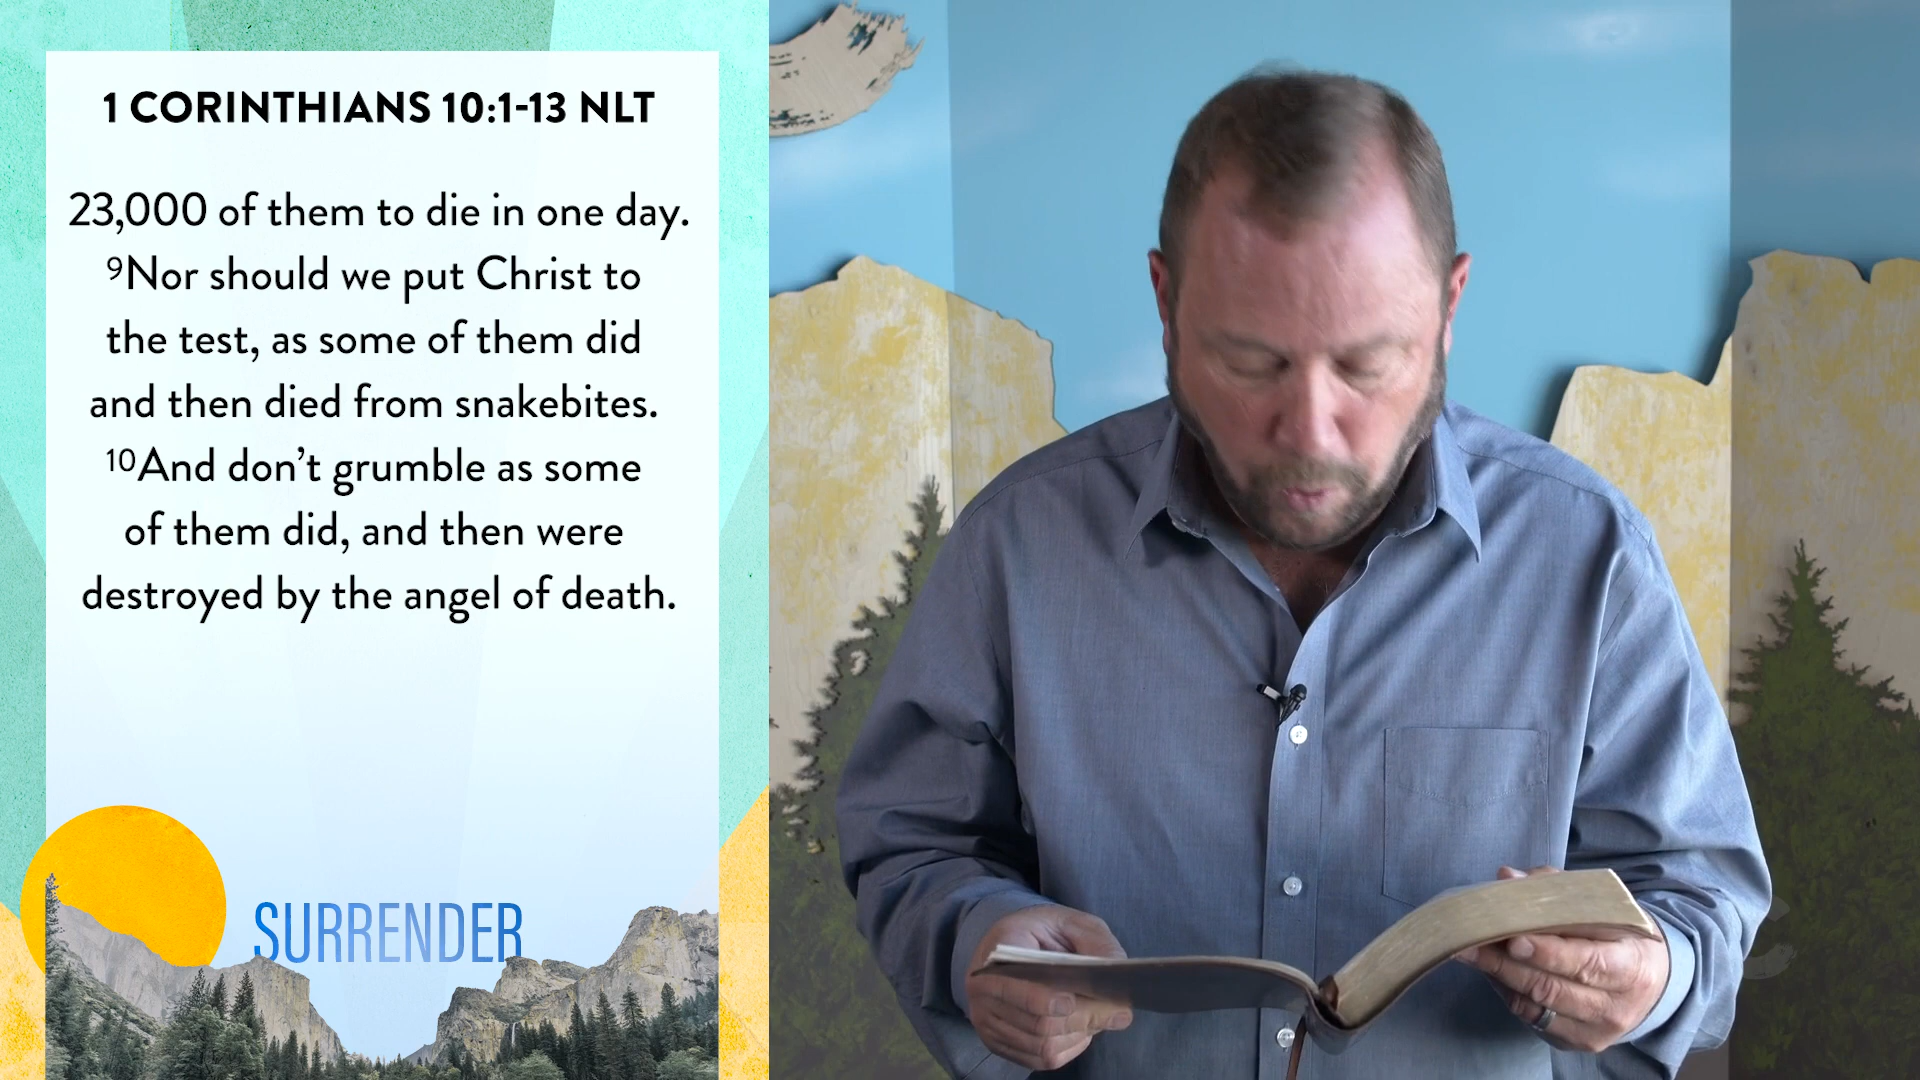 1 CORINTHIANS 10:1-13 NLT
23,000 of them to die in one day.
9Nor should we put Christ to
the test, as some of them did
and then died from snakebites.
10And don't grumble as some
of them did, and then were
destroyed by the angel of death.
SURRENDER